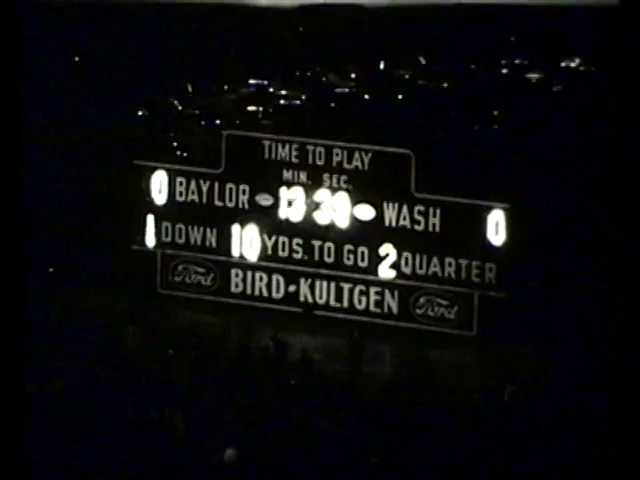 TIME TO PLAY
MIN. SEC.
0 BAYLOR 13 39 WASH 0
1 DOWN 10 YDS. TO GO 2 QUARTER
Ford BIRD-KULTGEN Ford